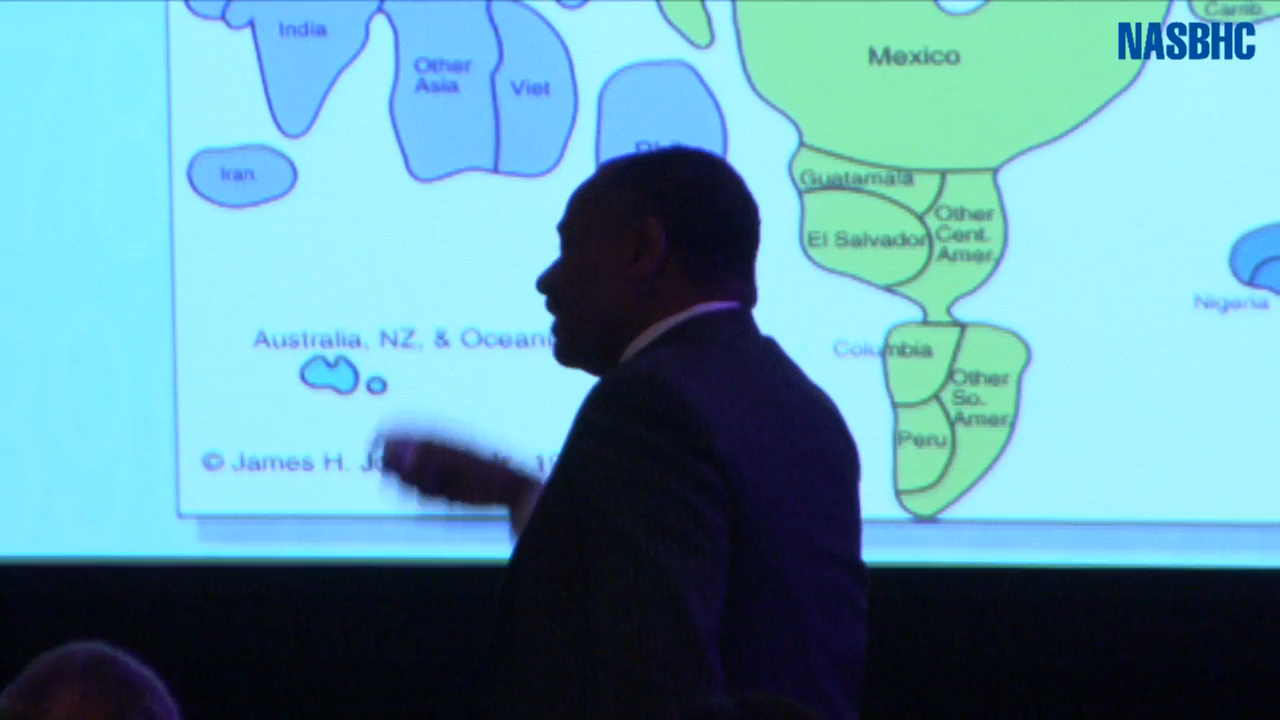 Carrib.
NASBHC
India
Mexico
Other
Asia
Viet
Iran
Guatamala
Other
Cent.
Amer.
El Salvador
Nigeria
Australia, NZ, & Ocean
Columbia
Other
So.
Amer.
Peru
© James H.